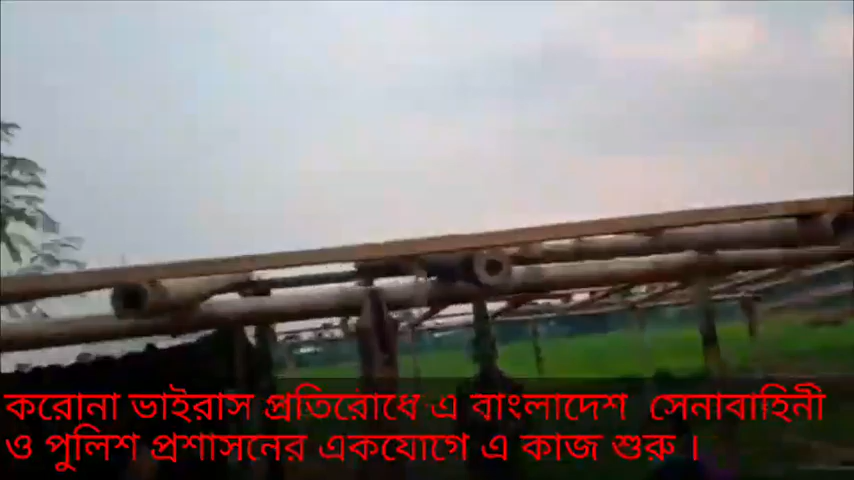 করোনা ভাইরাস প্রতিরোধে এ বাংলাদেশ সেনাবাহিনী
ও পুলিশ প্রশাসনের একযোগে এ কাজ শুরু ।